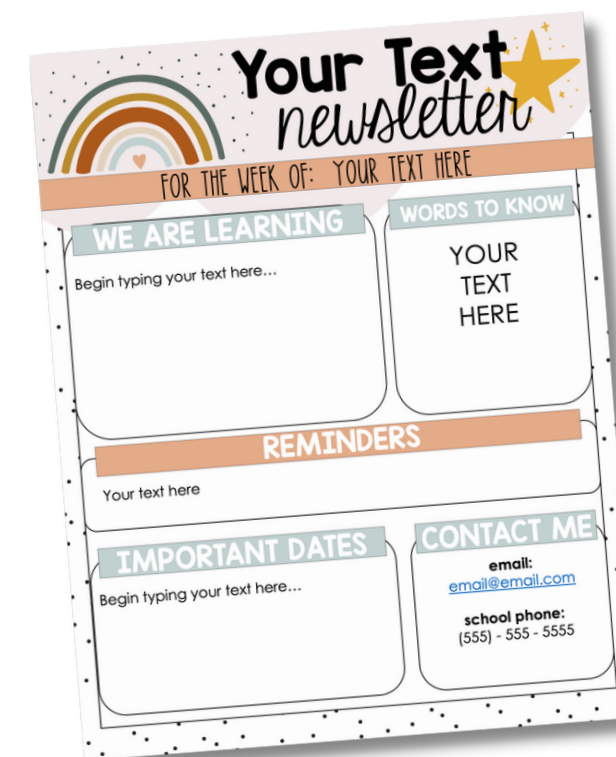 Your Text
newsletter
FOR THE WEEK OF: YOUR TEXT HERE
WE ARE LEARNING
Begin typing your text here...
WORDS TO KNOW
YOUR
TEXT
HERE
REMINDERS
Your text here
IMPORTANT DATES
Begin typing your text here...
CONTACT ME
email:
email@email.com
school phone:
(555) - 555 - 5555